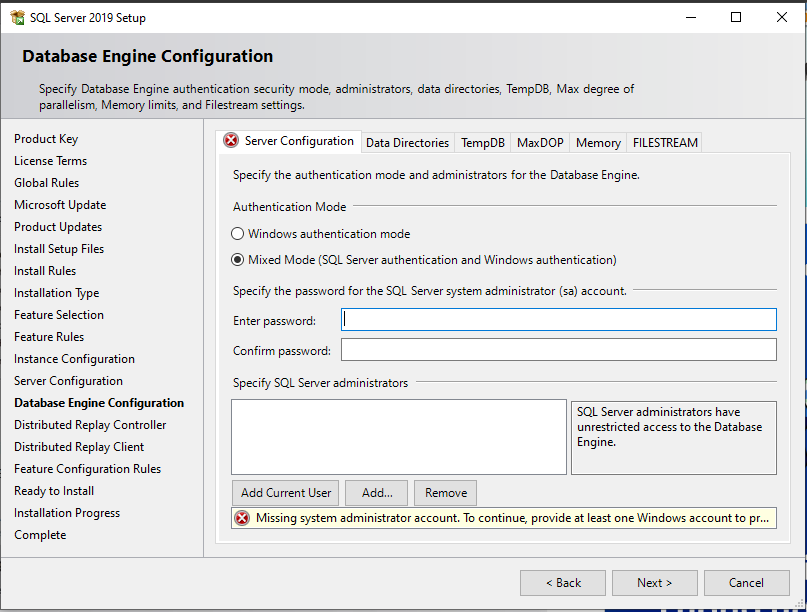 SQL Server 2019 Setup
Database Engine Configuration
Specify Database Engine authentication security mode, administrators, data directories, TempDB, Max degree of
parallelism, Memory limits, and Filestream settings.
Product Key
License Terms
Global Rules
Microsoft Update
Product Updates
Install Setup Files
Install Rules
Installation Type
Feature Selection
Feature Rules
Instance Configuration
Server Configuration
Database Engine Configuration
Distributed Replay Controller
Distributed Replay Client
Feature Configuration Rules
Ready to Install
Installation Progress
Complete
Server Configuration Data Directories TempDB MaxDOP Memory FILESTREAM
Specify the authentication mode and administrators for the Database Engine.
Authentication Mode
Windows authentication mode
Mixed Mode (SQL Server authentication and Windows authentication)
Specify the password for the SQL Server system administrator (sa) account.
Enter password:
Confirm password:
Specify SQL Server administrators
SQL Server administrators have
unrestricted access to the Database
Engine.
Add Current User Add... Remove
Missing system administrator account. To continue, provide at least one Windows account to pr...
< Back Next > Cancel